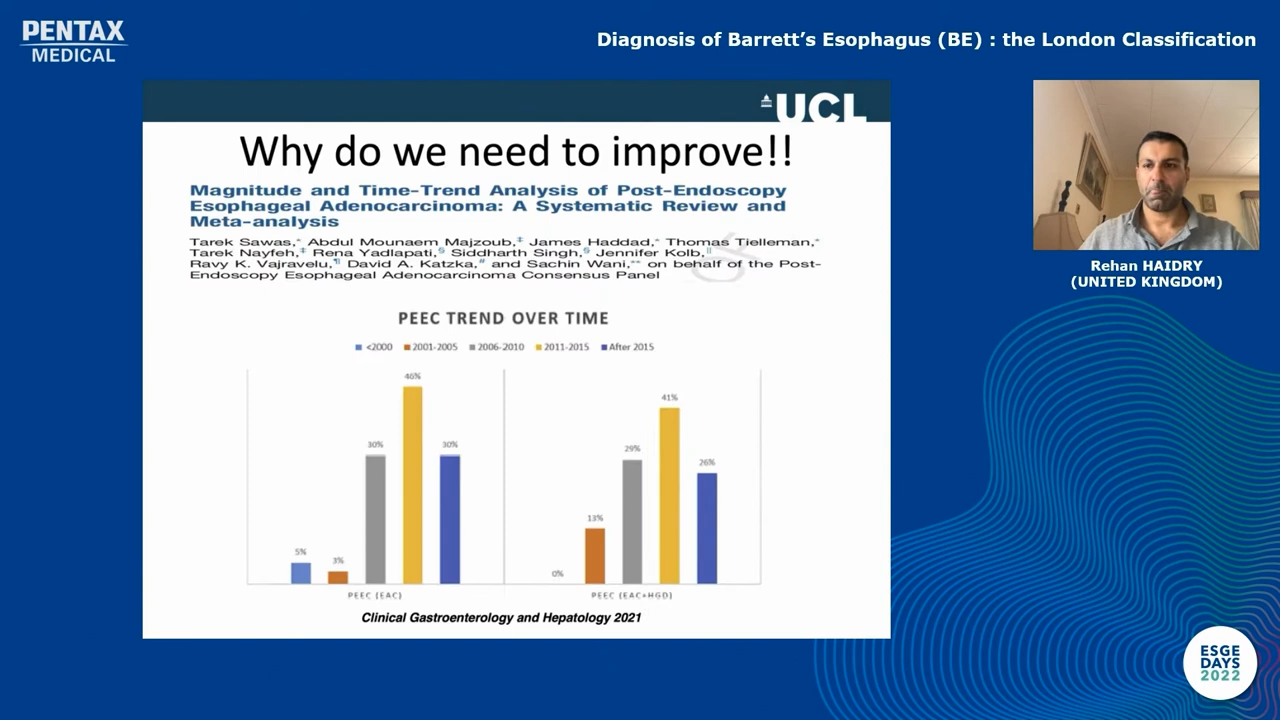 PENTAX
MEDICAL
Diagnosis of Barrett’s Esophagus (BE) : the London Classification
UCL
Why do we need to improve!!
Magnitude and Time-Trend Analysis of Post-Endoscopy
Esophageal Adenocarcinoma: A Systematic Review and
Meta-analysis
Tarek Sawas,* Abdul Mounaem Majzoub,‡ James Haddad,* Thomas Tielleman,*
Tarek Nayfeh,‡ Rena Yadlapati,§ Siddharth Singh,§ Jennifer Kolb,||
Ravy K. Vajravelu,¶ David A. Katzka,# and Sachin Wani,** on behalf of the Post-
Endoscopy Esophageal Adenocarcinoma Consensus Panel
PEEC TREND OVER TIME
<2000 2001-2005 2006-2010 2011-2015 After 2015
5% 3% 30% 46% 30%
0% 13% 29% 41% 26%
PEEC (EAC) PEEC (EAC+HGD)
Clinical Gastroenterology and Hepatology 2021
Rehan HAIDRY
(UNITED KINGDOM)
ESGE
DAYS
2022